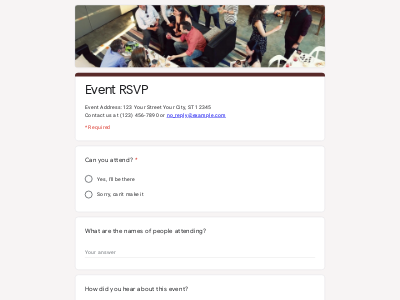 Event RSVP
Event Address: 123 Your Street Your City, ST 12345
Contact us at (123) 456-7890 or no_reply@example.com
* Required
Can you attend? *
Yes, I'll be there
Sorry, can't make it
What are the names of people attending?
Your answer
How did you hear about this event?